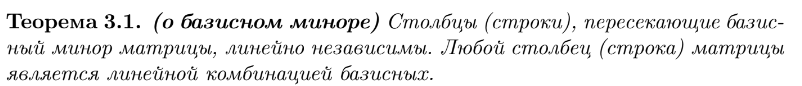 Теорема 3.1. (о базисном миноре) Столбцы (строки), пересекающие базис-
ный минор матрицы, линейно независимы. Любой столбец (строка) матрицы
является линейной комбинацией базисных.